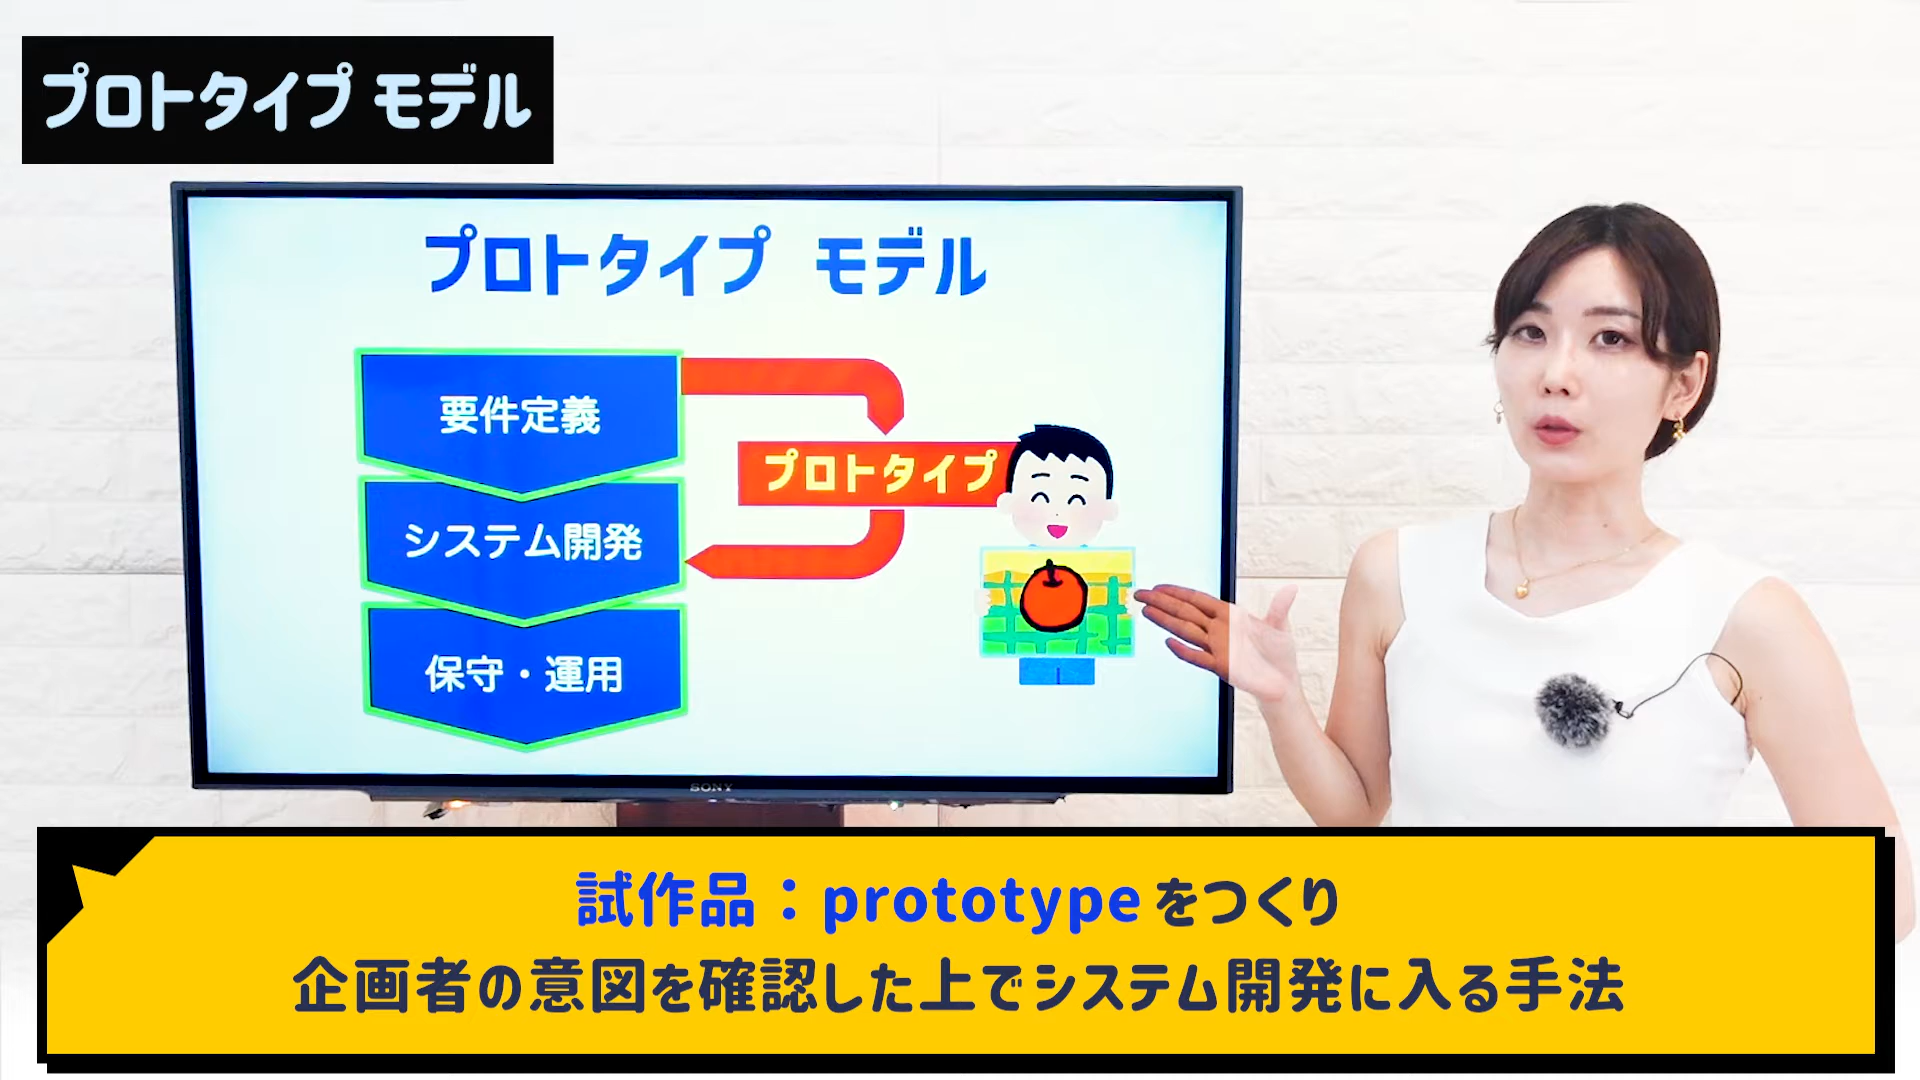 プロトタイプ モデル
プロトタイプ モデル
要件定義
プロトタイプ
システム開発
保守・運用
SONY
試作品：prototypeをつくり
企画者の意図を確認した上でシステム開発に入る手法